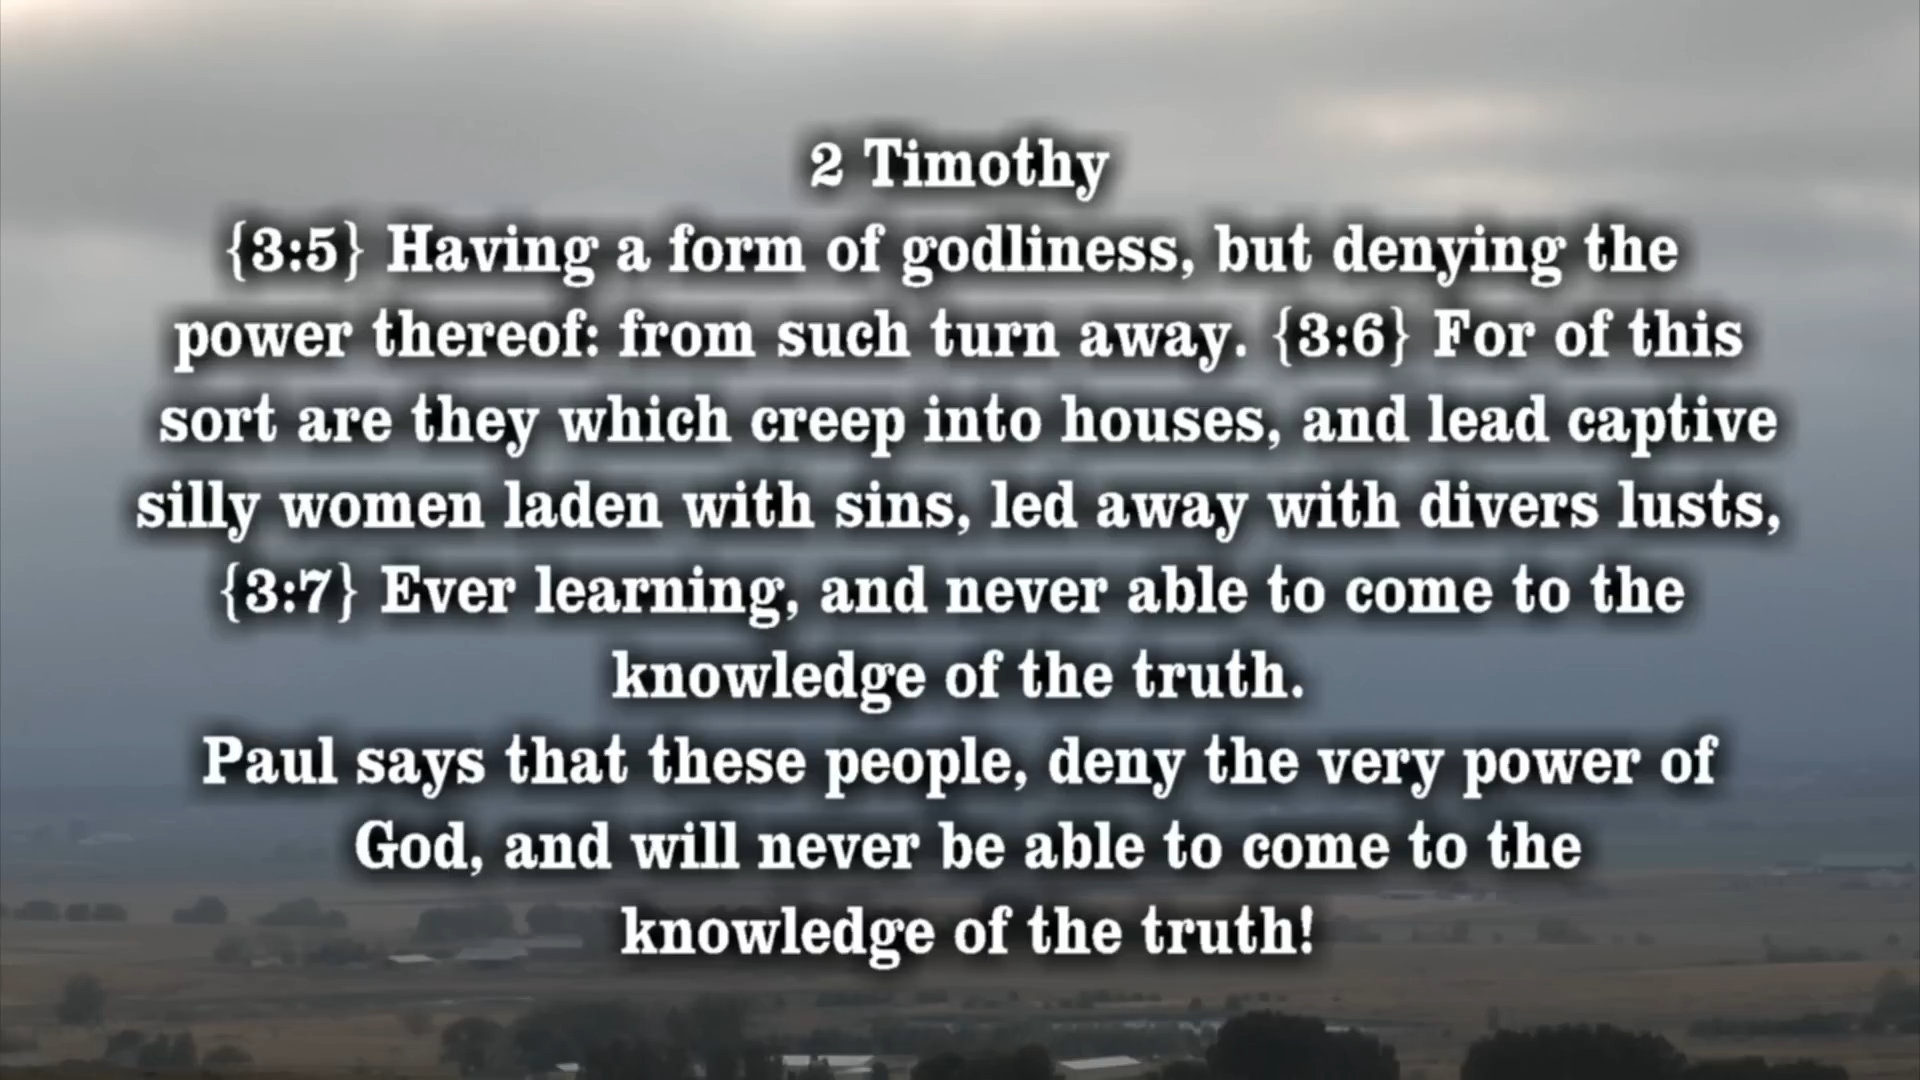 2 Timothy
{3:5} Having a form of godliness, but denying the
power thereof: from such turn away. {3:6} For of this
sort are they which creep into houses, and lead captive
silly women laden with sins, led away with divers lusts,
{3:7} Ever learning, and never able to come to the
knowledge of the truth.
Paul says that these people, deny the very power of
God, and will never be able to come to the
knowledge of the truth!